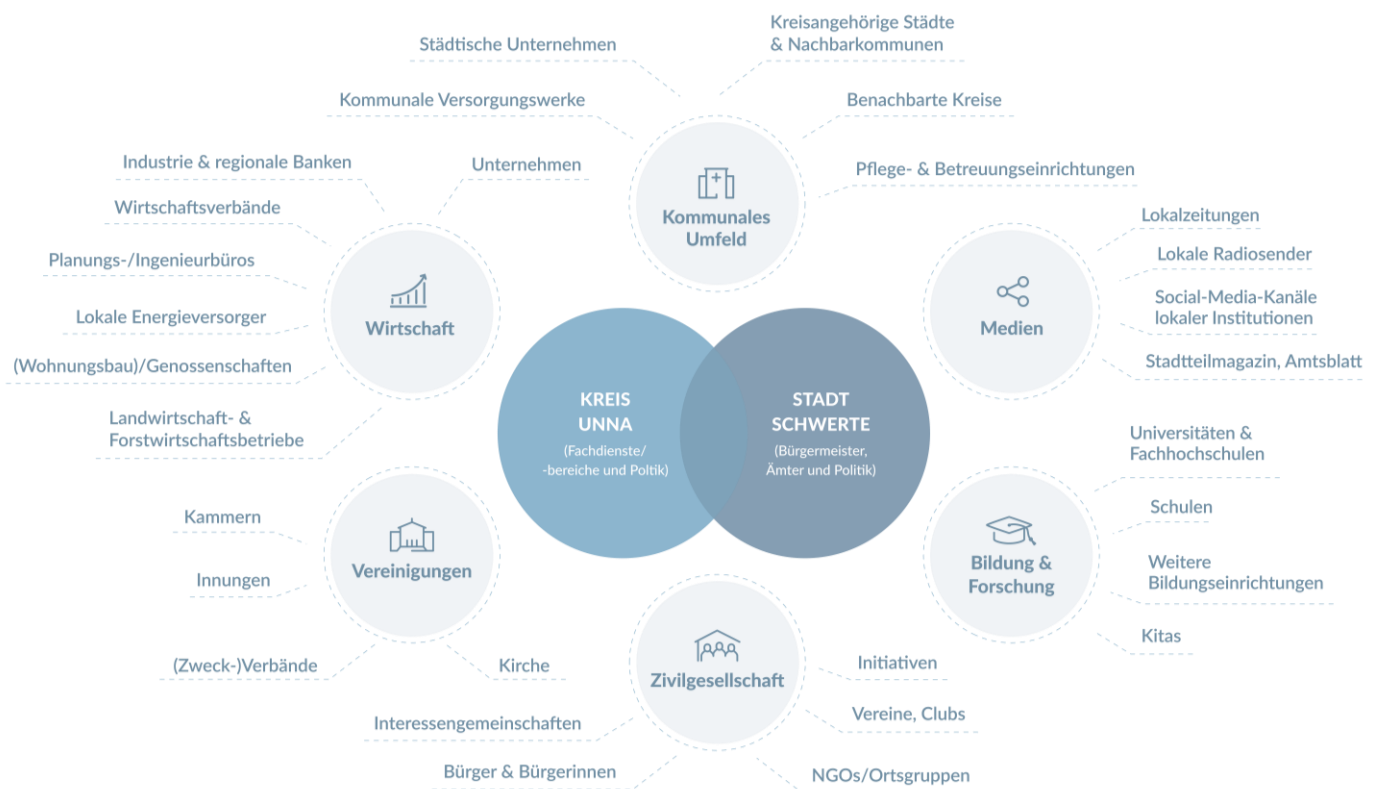 Kreisangehörige Städte
& Nachbarkommunen
Städtische Unternehmen
Kommunale Versorgungswerke
Benachbarte Kreise
Pflege- & Betreuungseinrichtungen
Kommunales
Umfeld
Industrie & regionale Banken
Unternehmen
Wirtschaftsverbände
Planungs-/Ingenieurbüros
Lokale Energieversorger
(Wohnungsbau)/Genossenschaften
Landwirtschaft- &
Forstwirtschaftsbetriebe
Wirtschaft
Lokalzeitungen
Lokale Radiosender
Social-Media-Kanäle
lokaler Institutionen
Stadtteilmagazin, Amtsblatt
Medien
KREIS
UNNA
(Fachdienste/
-bereiche und Poltik)
STADT
SCHWERTE
(Bürgermeister,
Ämter und Politik)
Universitäten &
Fachhochschulen
Schulen
Weitere
Bildungseinrichtungen
Kitas
Bildung &
Forschung
Kammern
Innungen
(Zweck-)Verbände
Kirche
Vereinigungen
Zivilgesellschaft
Initiativen
Vereine, Clubs
NGOs/Ortsgruppen
Interessengemeinschaften
Bürger & Bürgerinnen